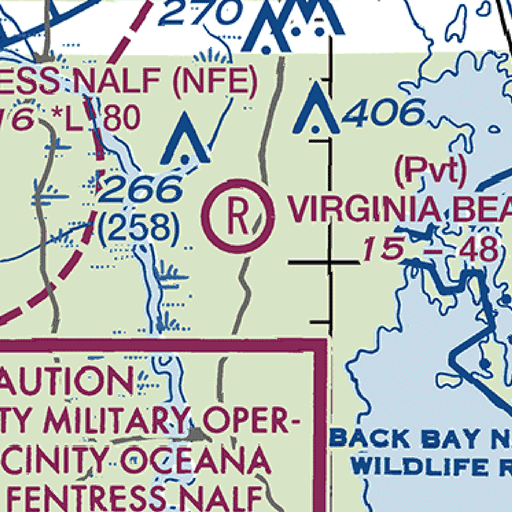 270
ESS NALF (NFE)
16 *L 80
406
266
(258)
R
(Pvt)
VIRGINIA BEA
15 - 48
AUTION
TY MILITARY OPER-
CINITY OCEANA
FENTRESS NALF
BACK BAY N
WILDLIFE R